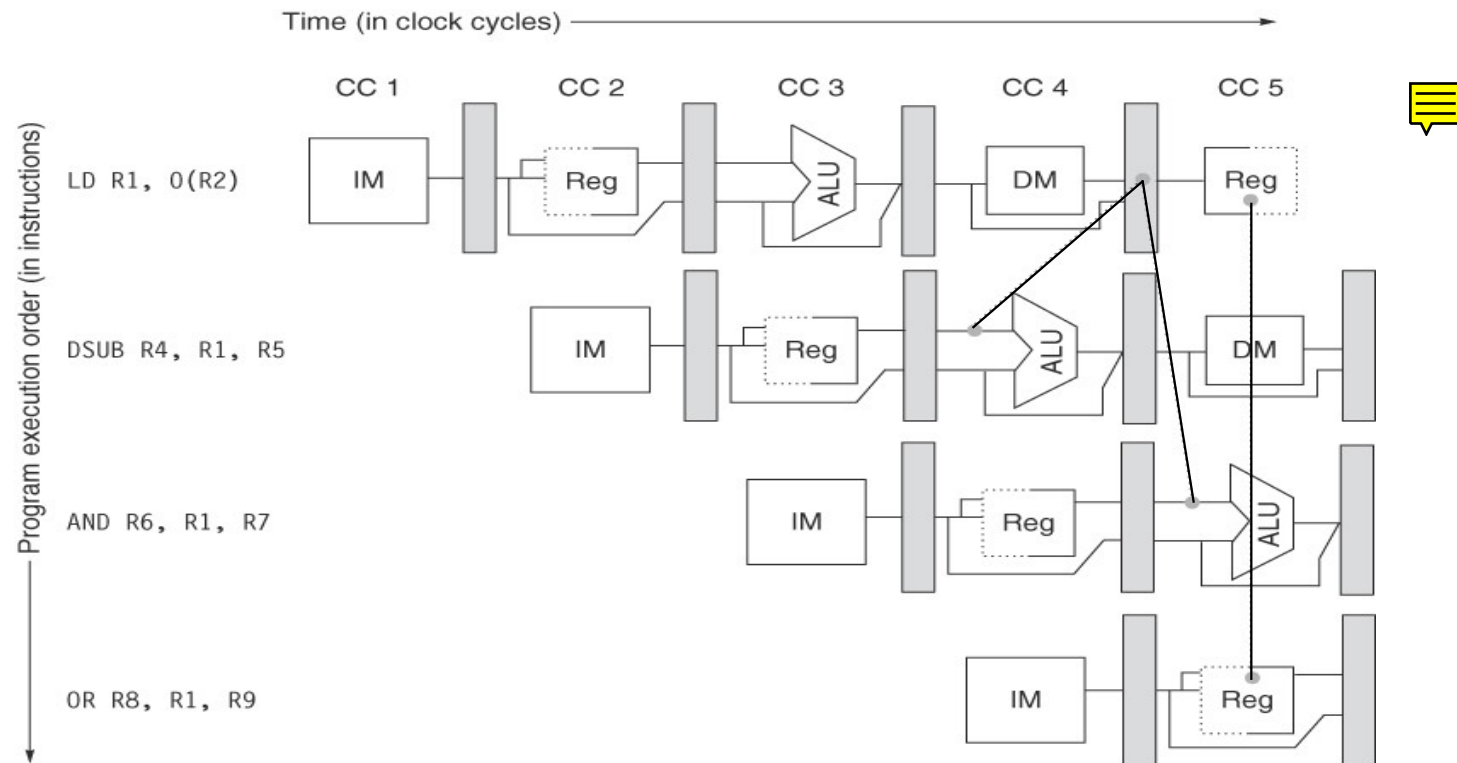 Time (in clock cycles)
CC 1 CC 2 CC 3 CC 4 CC 5
Program execution order (in instructions)
LD R1, 0(R2) IM Reg ALU DM Reg
DSUB R4, R1, R5 IM Reg ALU DM
AND R6, R1, R7 IM Reg ALU
OR R8, R1, R9 IM Reg